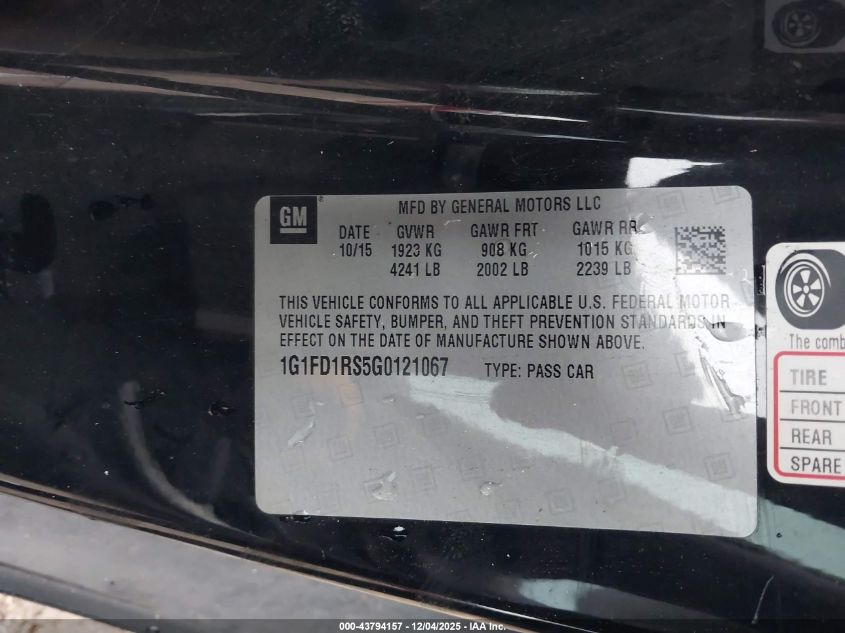 GM
MFD BY GENERAL MOTORS LLC
DATE GVWR GAWR FRT GAWR RR
10/15 1923 KG 908 KG 1015 KG
4241 LB 2002 LB 2239 LB
THIS VEHICLE CONFORMS TO ALL APPLICABLE U.S. FEDERAL MOTOR
VEHICLE SAFETY, BUMPER, AND THEFT PREVENTION STANDARDS IN
EFFECT ON THE DATE OF MANUFACTURE SHOWN ABOVE.
1G1FD1RS5G0121067 TYPE: PASS CAR
The comb
TIRE
FRONT
REAR
SPARE
000-43794157 - 12/04/2025 - IAA Inc.